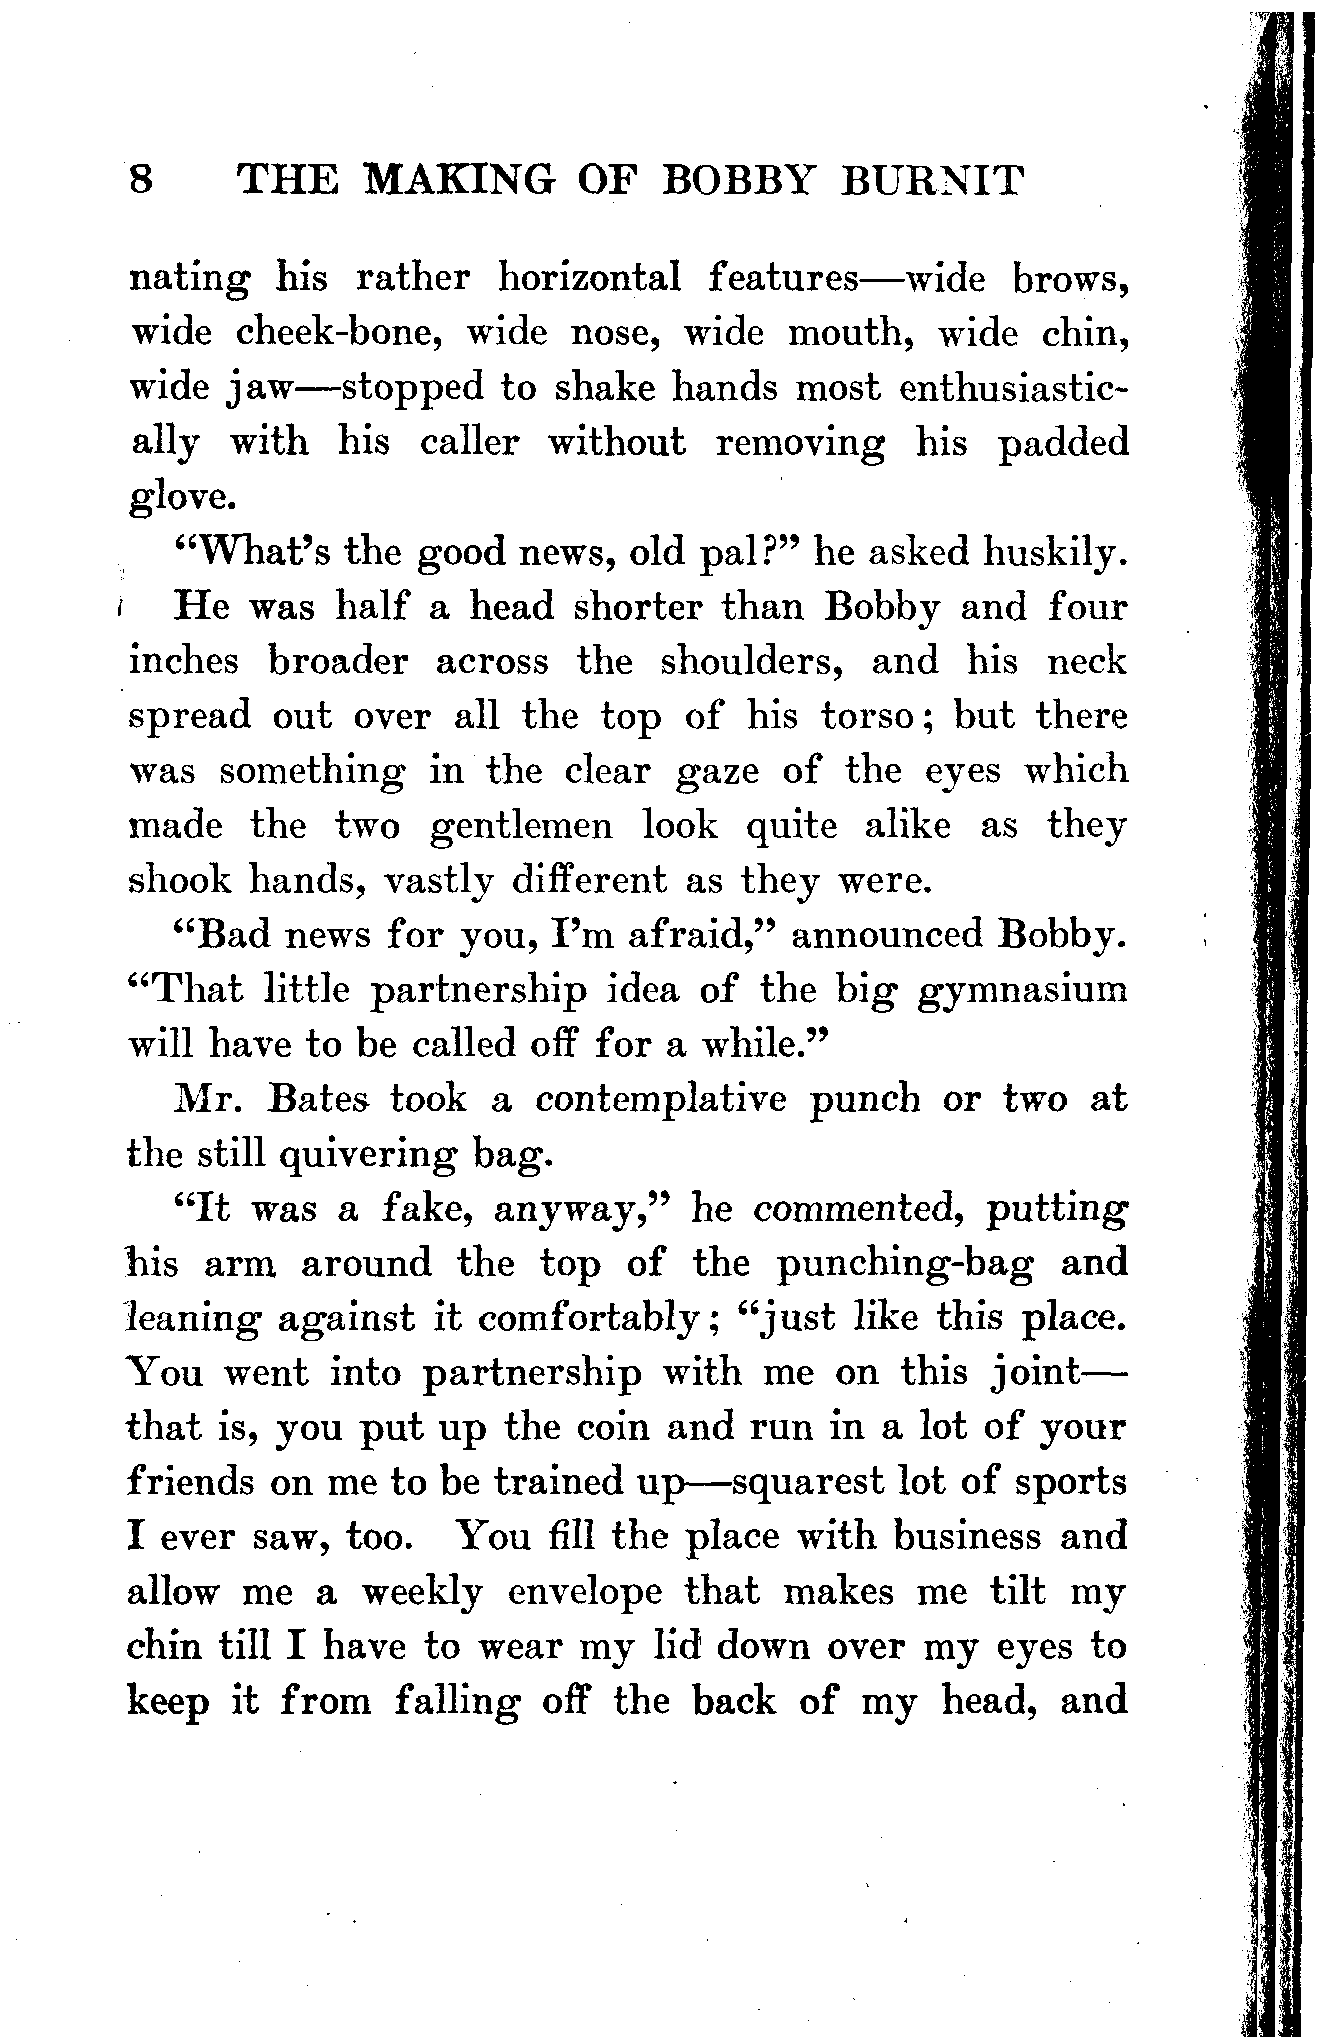 8 THE MAKING OF BOBBY BURNIT
nating his rather horizontal features—wide brows,
wide cheek-bone, wide nose, wide mouth, wide chin,
wide jaw—stopped to shake hands most enthusiastic-
ally with his caller without removing his padded
glove.
“What’s the good news, old pal?” he asked huskily.
He was half a head shorter than Bobby and four
inches broader across the shoulders, and his neck
spread out over all the top of his torso; but there
was something in the clear gaze of the eyes which
made the two gentlemen look quite alike as they
shook hands, vastly different as they were.
“Bad news for you, I’m afraid,” announced Bobby.
“That little partnership idea of the big gymnasium
will have to be called off for a while.”
Mr. Bates took a contemplative punch or two at
the still quivering bag.
“It was a fake, anyway,” he commented, putting
his arm around the top of the punching-bag and
leaning against it comfortably; “just like this place.
You went into partnership with me on this joint—
that is, you put up the coin and run in a lot of your
friends on me to be trained up—squarest lot of sports
I ever saw, too. You fill the place with business and
allow me a weekly envelope that makes me tilt my
chin till I have to wear my lid down over my eyes to
keep it from falling off the back of my head, and